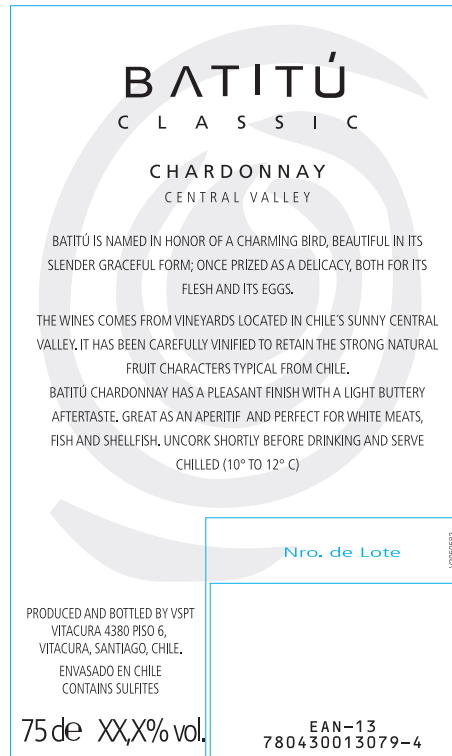 BATITÚ
CLASSIC
CHARDONNAY
CENTRAL VALLEY
BATITÚ IS NAMED IN HONOR OF A CHARMING BIRD, BEAUTIFUL IN ITS
SLENDER GRACEFUL FORM; ONCE PRIZED AS A DELICACY, BOTH FOR ITS
FLESH AND ITS EGGS.
THE WINES COMES FROM VINEYARDS LOCATED IN CHILE´S SUNNY CENTRAL
VALLEY. IT HAS BEEN CAREFULLY VINIFIED TO RETAIN THE STRONG NATURAL
FRUIT CHARACTERS TYPICAL FROM CHILE.
BATITÚ CHARDONNAY HAS A PLEASANT FINISH WITH A LIGHT BUTTERY
AFTERTASTE. GREAT AS AN APERITIF AND PERFECT FOR WHITE MEATS,
FISH AND SHELLFISH. UNCORK SHORTLY BEFORE DRINKING AND SERVE
CHILLED (10° TO 12° C)
Nro. de Lote
PRODUCED AND BOTTLED BY VSPT
VITACURA 4380 PISO 6,
VITACURA, SANTIAGO, CHILE.
ENVASADO EN CHILE
CONTAINS SULFITES
75 de XX,X% vol.
EAN-13
780430013079-4